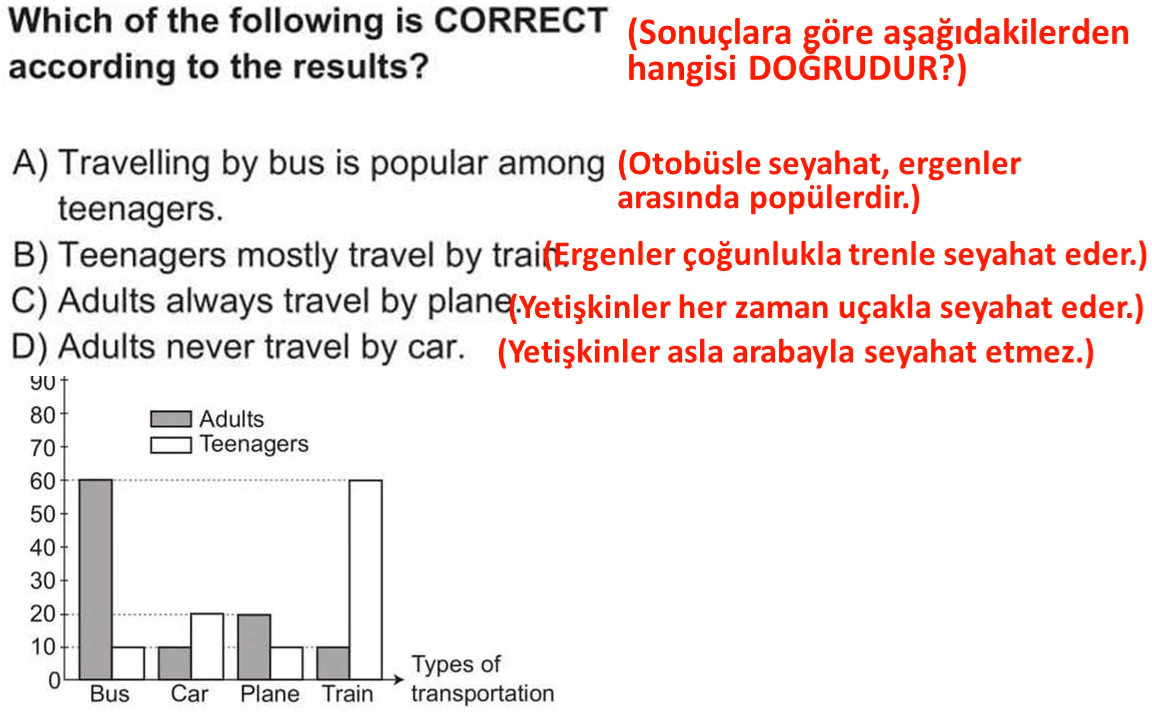 Which of the following is CORRECT
according to the results?
(Sonuçlara göre aşağıdakilerden
hangisi DOĞRUDUR?)
A) Travelling by bus is popular among
teenagers.
(Otobüsle seyahat, ergenler
arasında popülerdir.)
B) Teenagers mostly travel by train.
(Ergenler çoğunlukla trenle seyahat eder.)
C) Adults always travel by plane.
(Yetişkinler her zaman uçakla seyahat eder.)
D) Adults never travel by car.
(Yetişkinler asla arabayla seyahat etmez.)
90
80
70
60
50
40
30
20
10
0
Adults
Teenagers
Bus Car Plane Train
Types of
transportation